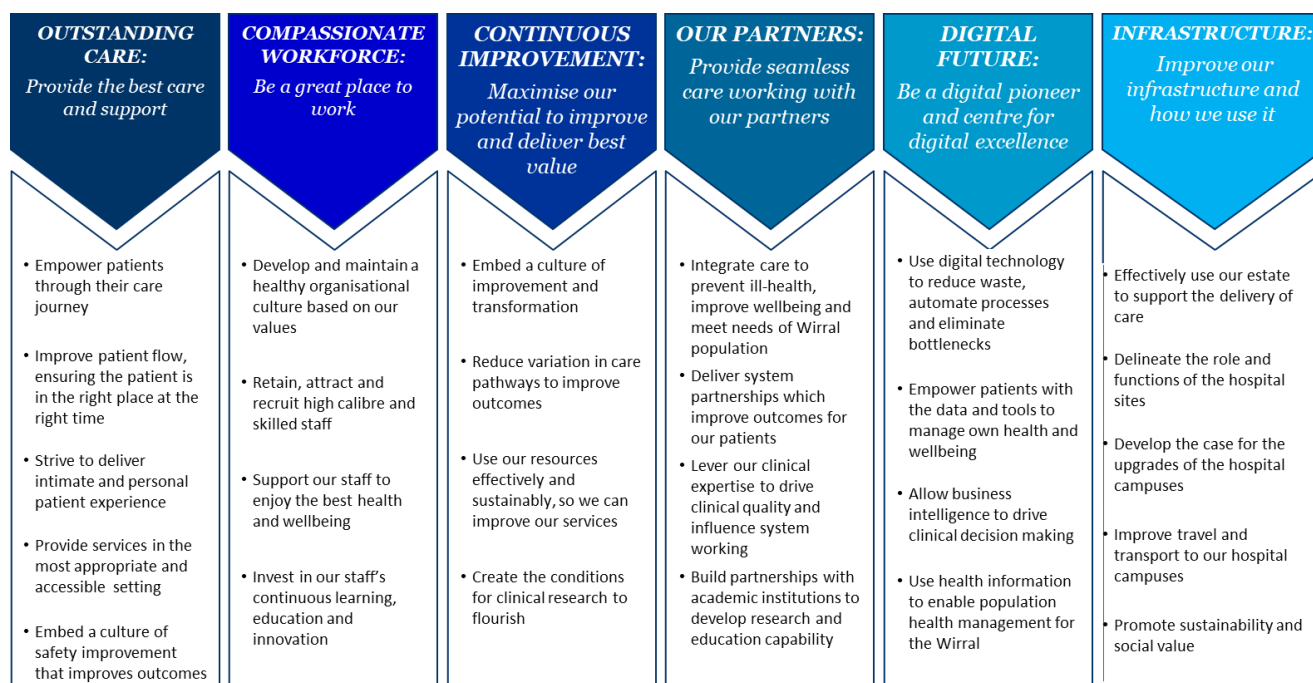 OUTSTANDING
CARE:
Provide the best care
and support
• Empower patients
through their care
journey
• Improve patient flow,
ensuring the patient is
in the right place at the
right time
• Strive to deliver
intimate and personal
patient experience
• Provide services in the
most appropriate and
accessible setting
• Embed a culture of
safety improvement
that improves outcomes
COMPASSIONATE
WORKFORCE:
Be a great place to
work
• Develop and maintain a
healthy organisational
culture based on our
values
• Retain, attract and
recruit high calibre and
skilled staff
• Support our staff to
enjoy the best health
and wellbeing
• Invest in our staff’s
continuous learning,
education and
innovation
CONTINUOUS
IMPROVEMENT:
Maximise our
potential to improve
and deliver best
value
• Embed a culture of
improvement and
transformation
• Reduce variation in care
pathways to improve
outcomes
• Use our resources
effectively and
sustainably, so we can
improve our services
• Create the conditions
for clinical research to
flourish
OUR PARTNERS:
Provide seamless
care working with
our partners
• Integrate care to
prevent ill-health,
improve wellbeing and
meet needs of Wirral
population
• Deliver system
partnerships which
improve outcomes for
our patients
• Lever our clinical
expertise to drive
clinical quality and
influence system
working
• Build partnerships with
academic institutions to
develop research and
education capability
DIGITAL
FUTURE:
Be a digital pioneer
and centre for
digital excellence
• Use digital technology
to reduce waste,
automate processes
and eliminate
bottlenecks
• Empower patients with
the data and tools to
manage own health and
wellbeing
• Allow business
intelligence to drive
clinical decision making
• Use health information
to enable population
health management for
the Wirral
INFRASTRUCTURE:
Improve our
infrastructure and
how we use it
• Effectively use our estate
to support the delivery of
care
• Delineate the role and
functions of the hospital
sites
• Develop the case for the
upgrades of the hospital
campuses
• Improve travel and
transport to our hospital
campuses
• Promote sustainability and
social value